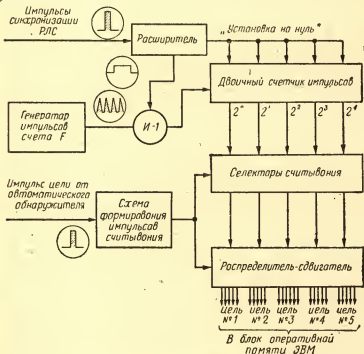 Импульсы
синхронизации
РЛС
Расширитель
„Установка на нуль"
Двоичный счетчик импульсов
Генератор
импульсов
счета F
И-1
2⁰ 2¹ 2² 2³ 2⁴
Селекторы считывания
Импульс цели от
автоматического
обнаружителя
Схема
формирования
импульсов
считывания
Распределитель-сдвигатель
цель цель цель цель цель
№1 №2 №3 №4 №5
В блок оперативной
памяти ЭВМ